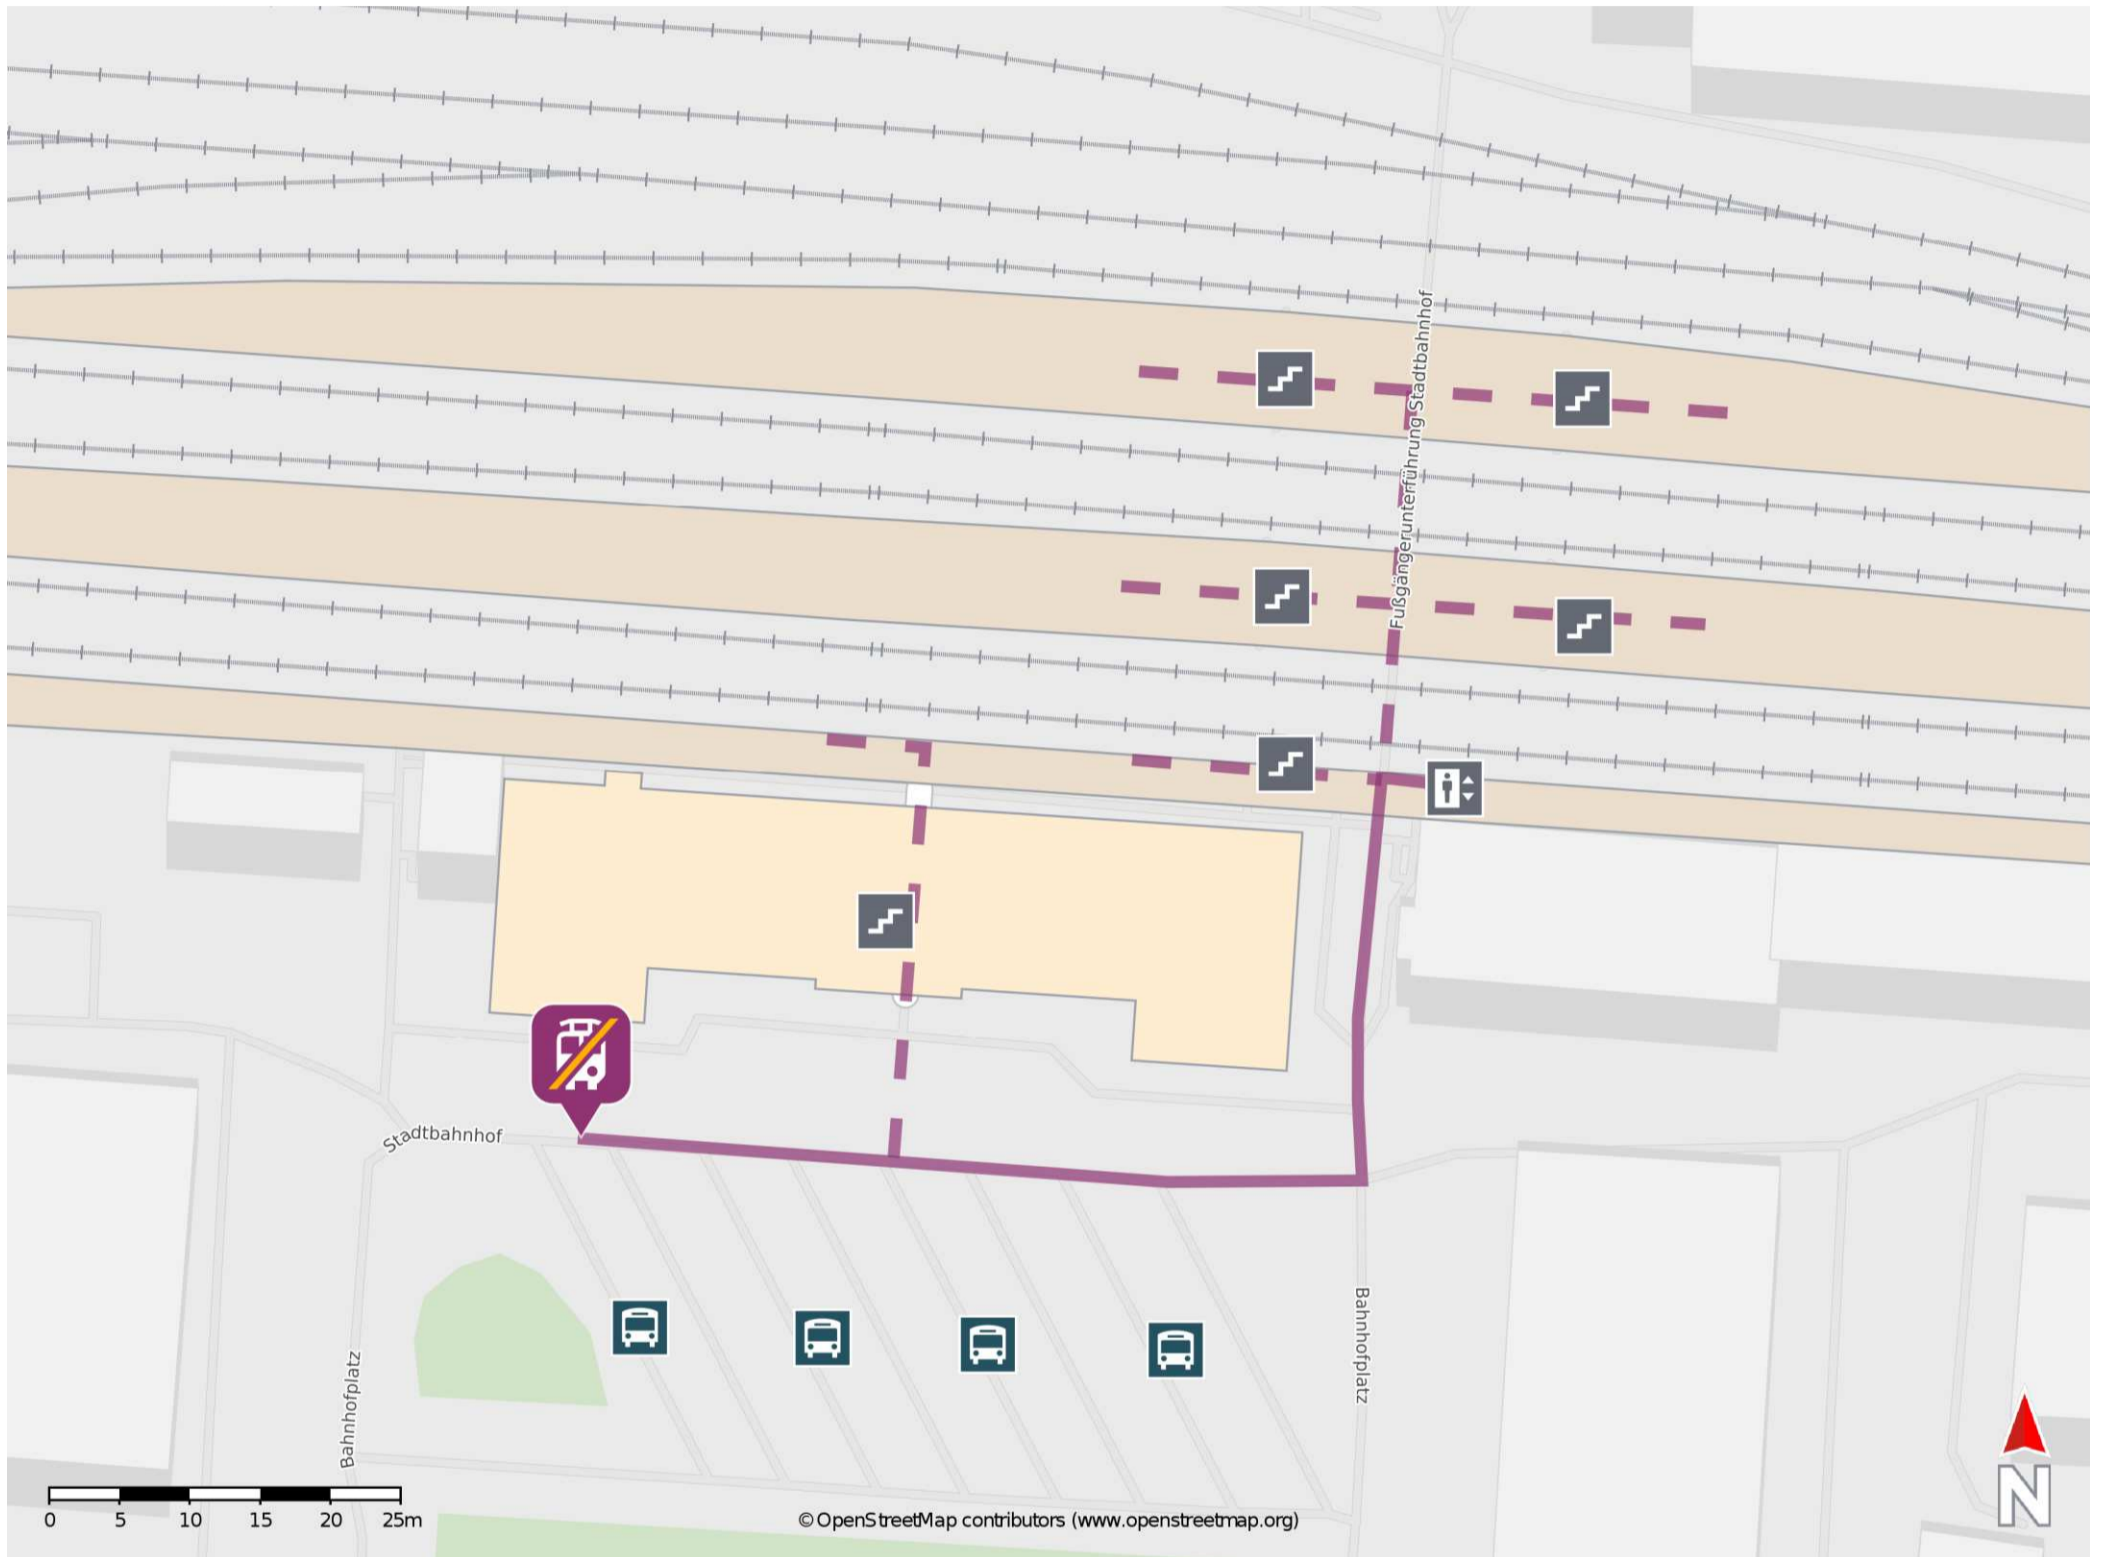 Fußgängerunterführung Stadtbahnhof
Stadtbahnhof
Bahnhofplatz
Bahnhofplatz
0 5 10 15 20 25m
© OpenStreetMap contributors (www.openstreetmap.org)
N